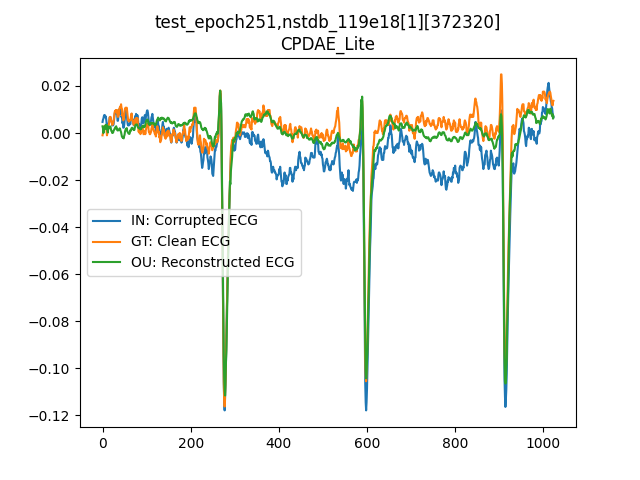 test_epoch251,nstdb_119e18[1][372320]
CPDAE_Lite
0.02
0.00
−0.02
−0.04
−0.06
−0.08
−0.10
−0.12
IN: Corrupted ECG
GT: Clean ECG
OU: Reconstructed ECG
0 200 400 600 800 1000